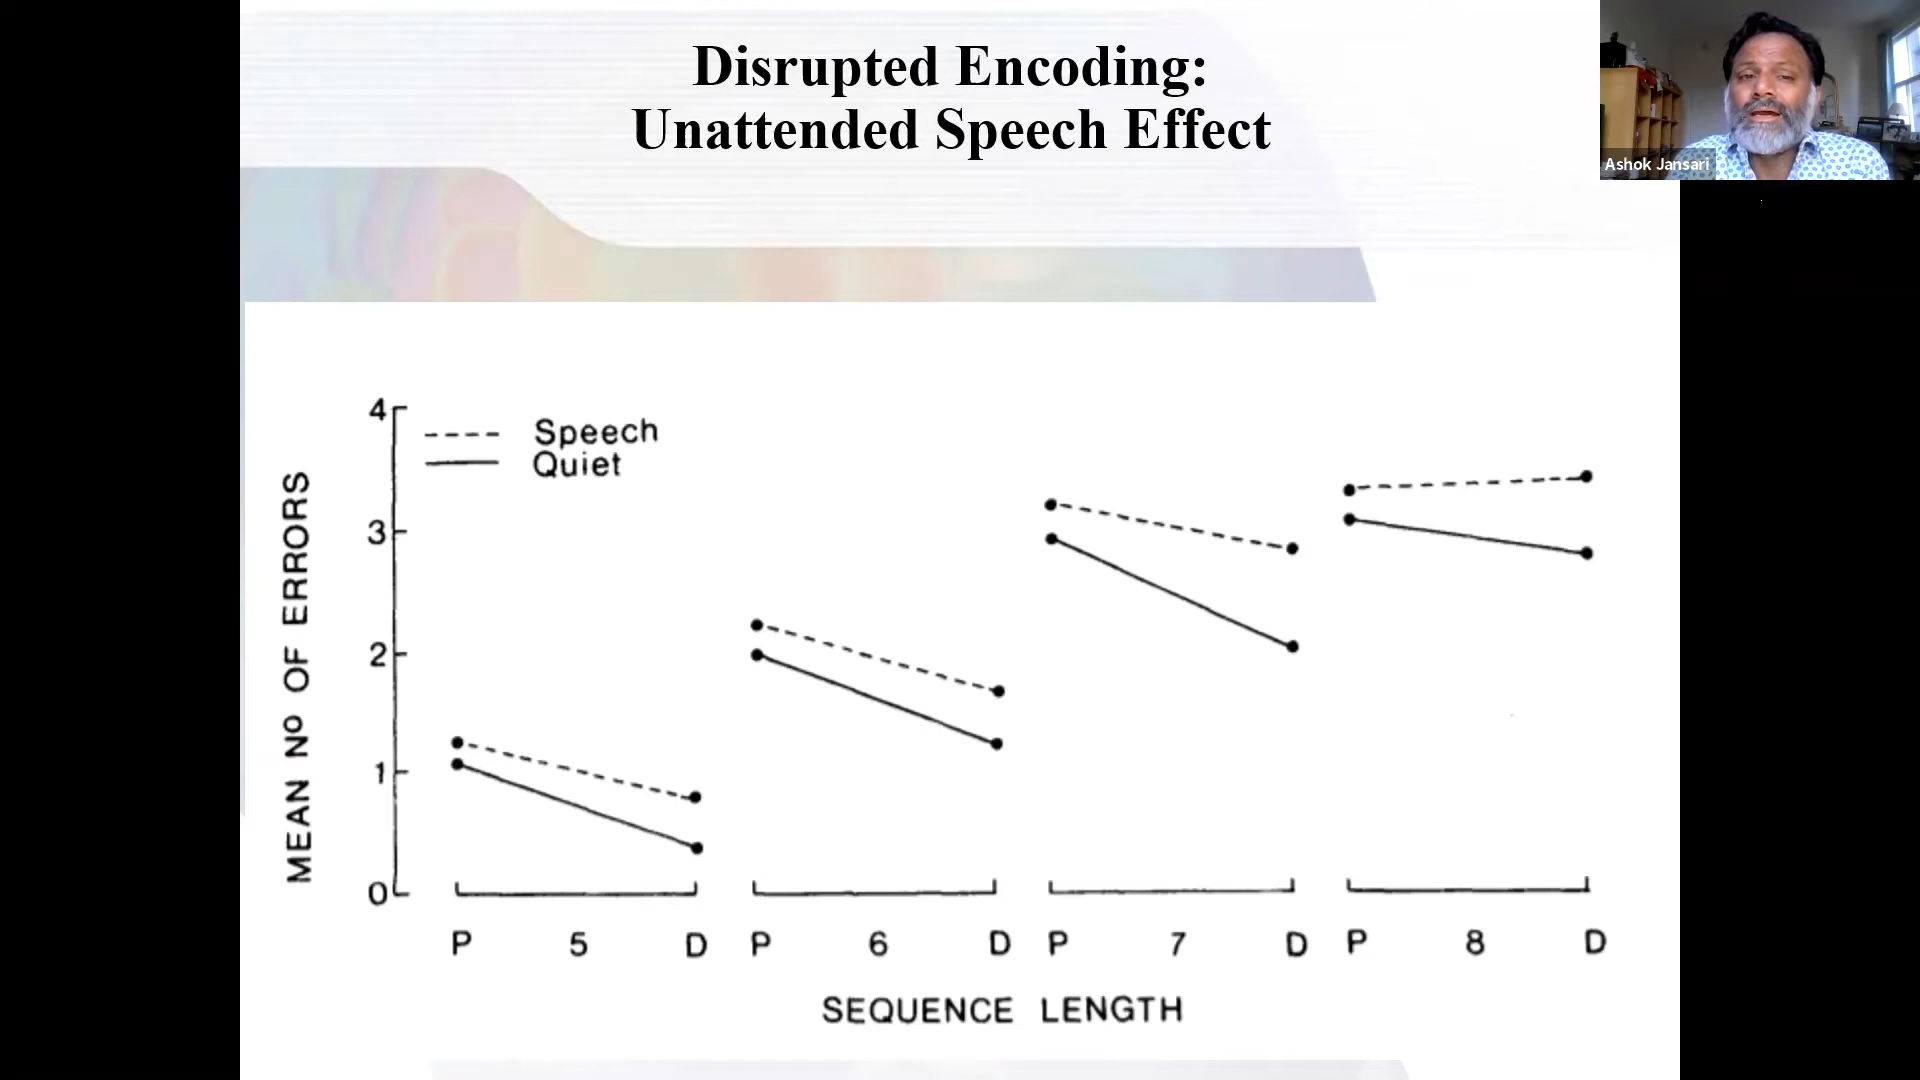 Disrupted Encoding:
Unattended Speech Effect
Ashok Jansari
4
Speech
Quiet
3
2
1
0
MEAN Nº OF ERRORS
P 5 D P 6 D P 7 D P 8 D
SEQUENCE LENGTH